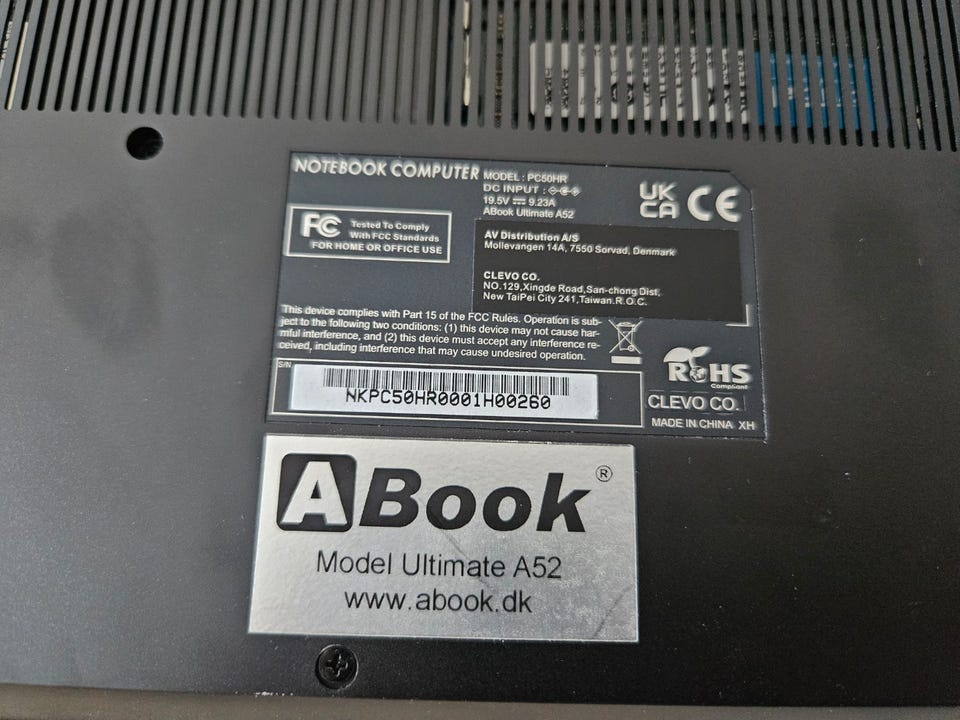 NOTEBOOK COMPUTER
MODEL : PC50HR
DC INPUT :
19.5V 9.23A
ABook Ultimate A52
UK
CA CE
FC Tested To Comply
With FCC Standards
FOR HOME OR OFFICE USE
AV Distribution A/S
Mollevangen 14A, 7550 Sorvad, Denmark
CLEVO CO.
NO.129,Xingde Road,San-chong Dist.
New TaiPei City 241,Taiwan.R.O.C.
This device complies with Part 15 of the FCC Rules. Operation is sub-
ject to the following two conditions: (1) this device may not cause har-
mful interference, and (2) this device must accept any interference re-
ceived, including interference that may cause undesired operation.
RoHS
Compliant
S/N
NKPC50HR0001H00260
CLEVO CO.
MADE IN CHINA XH
ABook ®
Model Ultimate A52
www.abook.dk